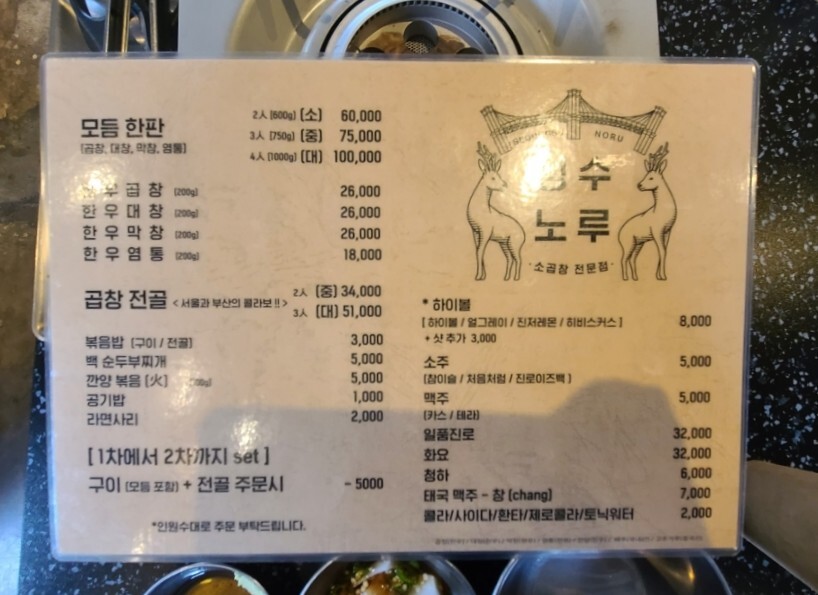 모듬 한판
[곱창, 대창, 막창, 염통]
2人 [600g] (소) 60,000
3人 [750g] (중) 75,000
4人 [1000g] (대) 100,000
우 곱 창 [200g] 26,000
한 우 대 창 [200g] 26,000
한 우 막 창 [200g] 26,000
한 우 염 통 [200g] 18,000
곱창 전골 < 서울과 부산의 콜라보 !! >
2人 (중) 34,000
3人 (대) 51,000
볶음밥 [구이 / 전골] 3,000
백 순두부찌개 5,000
깐양 볶음 [火] 5,000
공기밥 1,000
라면사리 2,000
[ 1차에서 2차까지 set ]
구이 (모듬 포함) + 전골 주문시 - 5000
*인원수대로 주문 부탁드립니다.
NORU
수
노루
· 소곱창 전문점 ·
* 하이볼
[ 하이볼 / 얼그레이 / 진저레몬 / 히비스커스 ] 8,000
+ 샷 추가 3,000
소주 5,000
(참이슬 / 처음처럼 / 진로이즈백 )
맥주 5,000
(카스 / 테라)
일품진로 32,000
화요 32,000
청하 6,000
태국 맥주 - 창 (chang) 7,000
콜라/사이다/환타/제로콜라/토닉워터 2,000